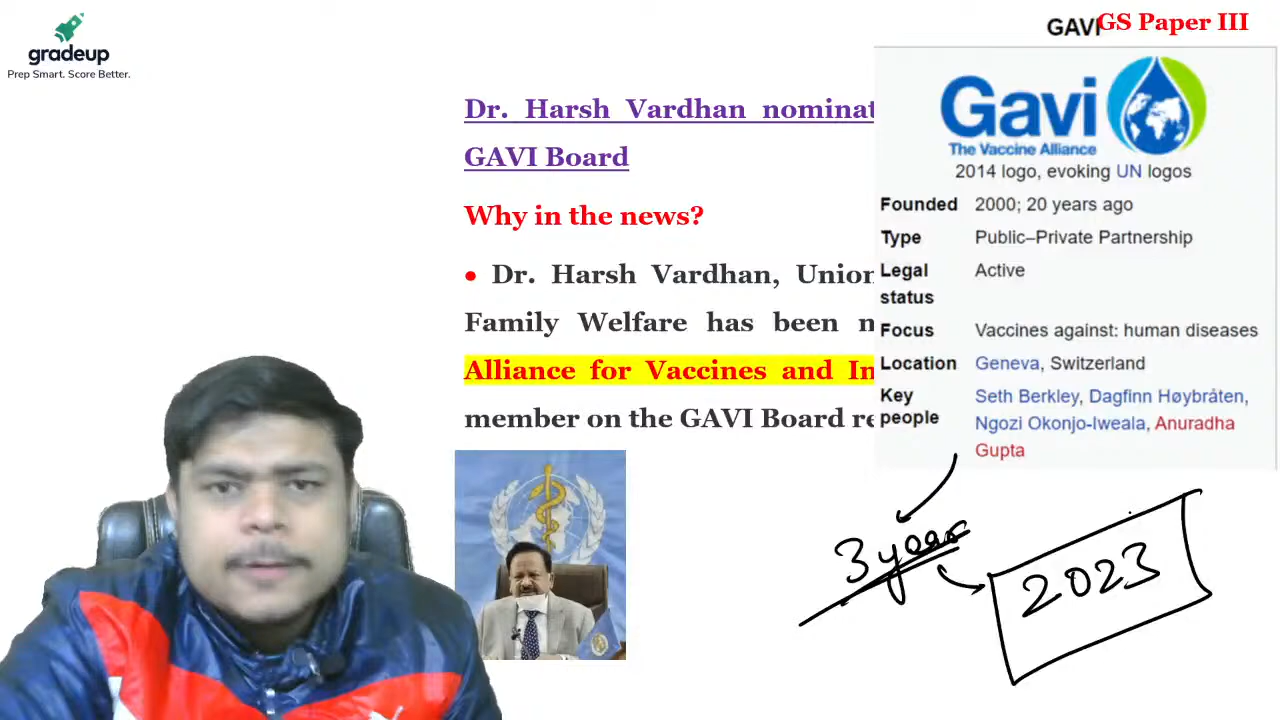 gradeup
Prep Smart. Score Better.
Dr. Harsh Vardhan nominat
GAVI Board
Why in the news?
• Dr. Harsh Vardhan, Union
Family Welfare has been n
Alliance for Vaccines and In
member on the GAVI Board re
GAVI
GS Paper III
Gavi
The Vaccine Alliance
2014 logo, evoking UN logos
Founded 2000; 20 years ago
Type Public–Private Partnership
Legal Active
status
Focus Vaccines against: human diseases
Location Geneva, Switzerland
Key Seth Berkley, Dagfinn Høybråten,
people Ngozi Okonjo-Iweala, Anuradha
Gupta
3 year
2023